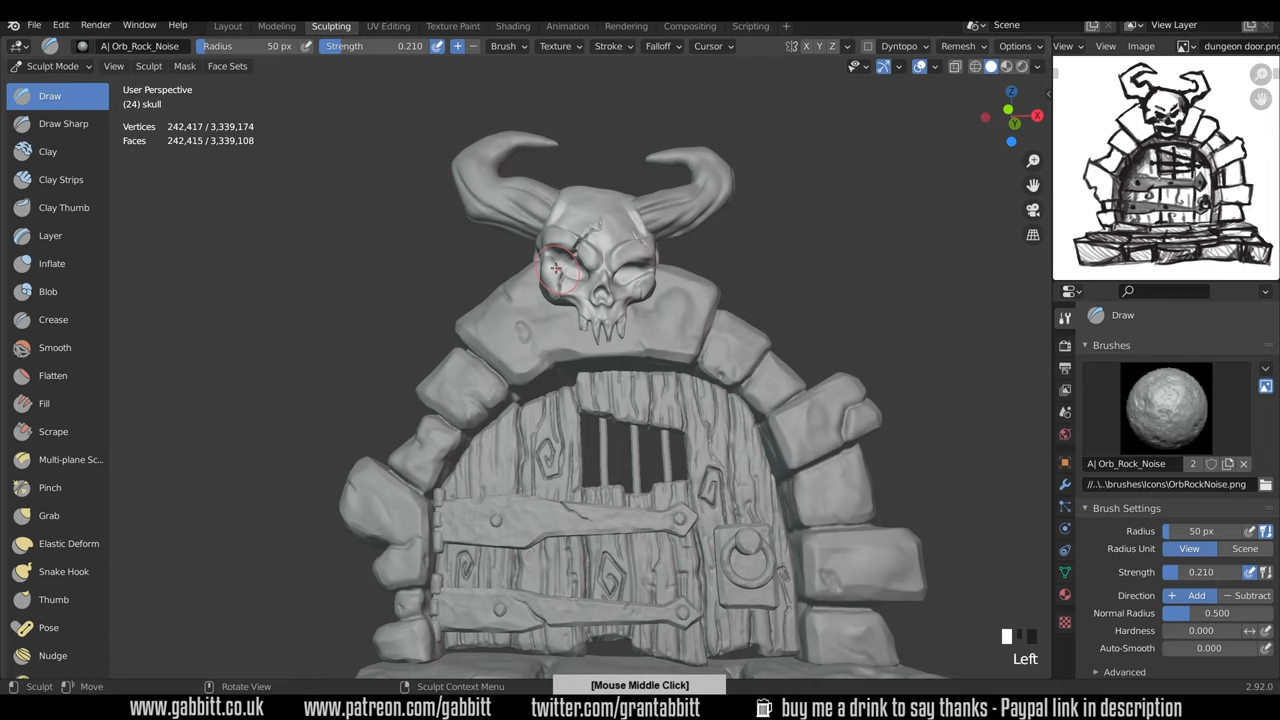 File Edit Render Window Help Layout Modeling Sculpting UV Editing Texture Paint Shading Animation Rendering Compositing Scripting + Scene View Layer
A| Orb_Rock_Noise Radius 50 px Strength 0.210 + − Brush Texture Stroke Falloff Cursor X Y Z Dyntopo Remesh Options View View Image dungeon door.png
Sculpt Mode View Sculpt Mask Face Sets
User Perspective
(24) skull
Vertices 242,417 / 3,339,174
Faces 242,415 / 3,339,108
Z
X
Y
Draw
Draw Sharp
Clay
Clay Strips
Clay Thumb
Layer
Inflate
Blob
Crease
Smooth
Flatten
Fill
Scrape
Multi-plane Sc...
Pinch
Grab
Elastic Deform
Snake Hook
Thumb
Pose
Nudge
Draw
Brushes
A| Orb_Rock_Noise 2
//..\..\brushes\Icons\OrbRockNoise.png
Brush Settings
Radius 50 px
Radius Unit View Scene
Strength 0.210
Direction + Add − Subtract
Normal Radius 0.500
Hardness 0.000
Auto-Smooth 0.000
Advanced
Left
Sculpt Move Rotate View Sculpt Context Menu [Mouse Middle Click] 2.92.0
www.gabbitt.co.uk www.patreon.com/gabbitt twitter.com/grantabbitt buy me a drink to say thanks - Paypal link in description